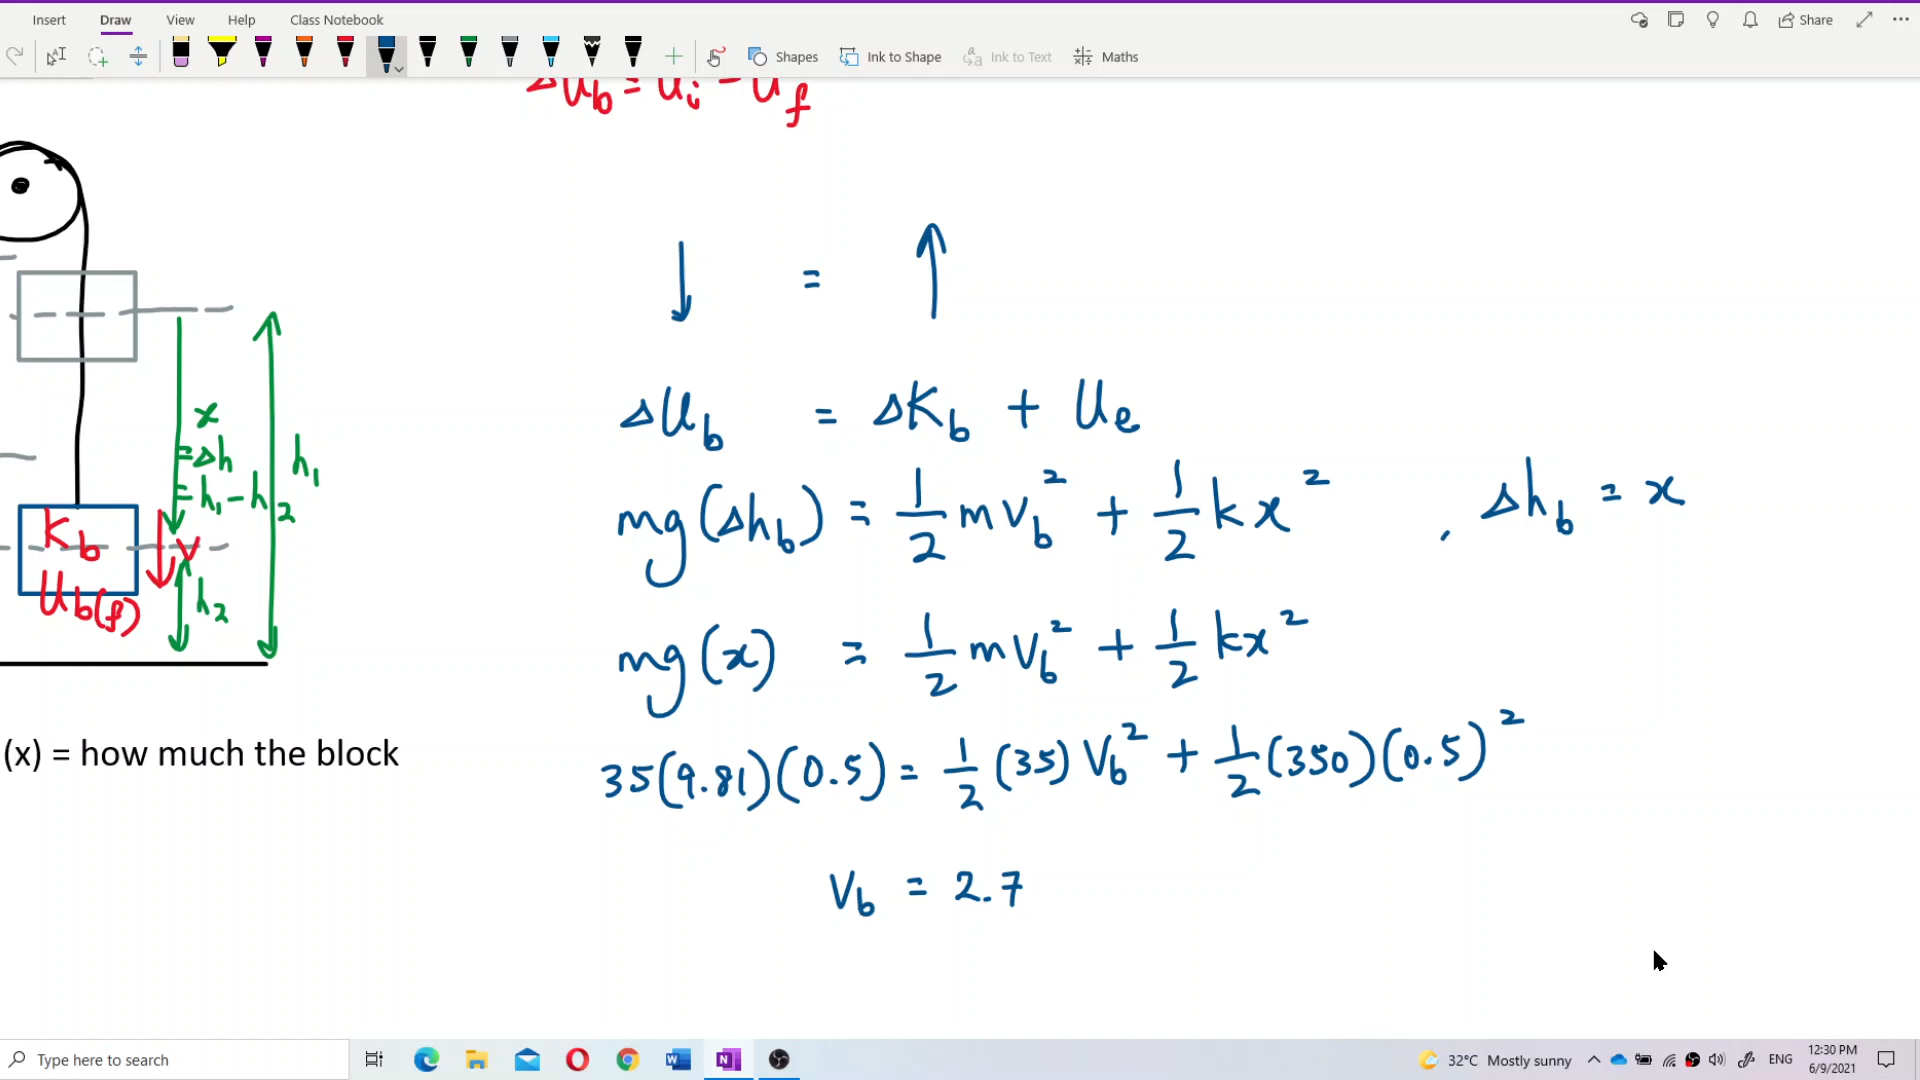 Insert Draw View Help Class Notebook Share
Shapes Ink to Shape Ink to Text Maths
ΔU_b = U_i - U_f
↓ = ↑
ΔU_b = ΔK_b + U_e
mg(Δh_b) = 1/2 mv_b² + 1/2 kx² , Δh_b = x
mg(x) = 1/2 mv_b² + 1/2 kx²
35(9.81)(0.5) = 1/2 (35) V_b² + 1/2 (350)(0.5)²
V_b = 2.7
x
= Δh
= h₁ - h₂
h₁
K_b
V
U_b(f)
h₂
(x) = how much the block
Type here to search
32°C Mostly sunny
ENG
12:30 PM
6/9/2021